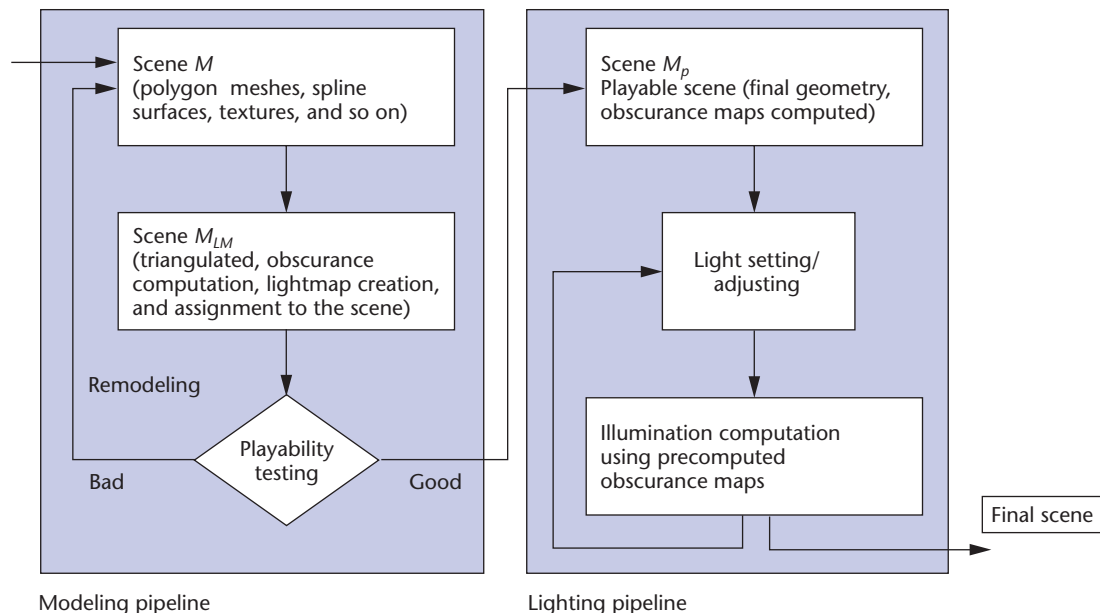 Scene M
(polygon meshes, spline
surfaces, textures, and so on)
Scene M_LM
(triangulated, obscurance
computation, lightmap creation,
and assignment to the scene)
Remodeling
Playability
testing
Bad
Good
Modeling pipeline
Scene M_p
Playable scene (final geometry,
obscurance maps computed)
Light setting/
adjusting
Illumination computation
using precomputed
obscurance maps
Final scene
Lighting pipeline